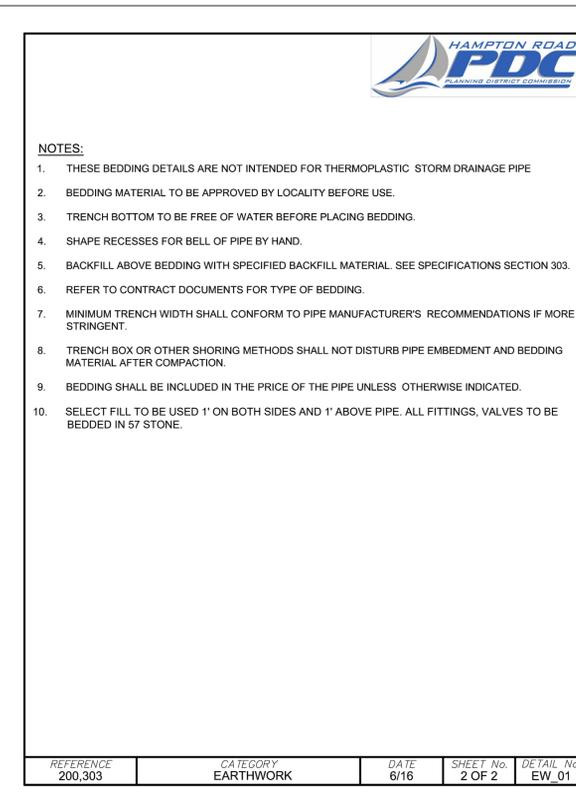 HAMPTON ROAD
PDC
PLANNING DISTRICT COMMISSION
NOTES:
1. THESE BEDDING DETAILS ARE NOT INTENDED FOR THERMOPLASTIC STORM DRAINAGE PIPE
2. BEDDING MATERIAL TO BE APPROVED BY LOCALITY BEFORE USE.
3. TRENCH BOTTOM TO BE FREE OF WATER BEFORE PLACING BEDDING.
4. SHAPE RECESSES FOR BELL OF PIPE BY HAND.
5. BACKFILL ABOVE BEDDING WITH SPECIFIED BACKFILL MATERIAL. SEE SPECIFICATIONS SECTION 303.
6. REFER TO CONTRACT DOCUMENTS FOR TYPE OF BEDDING.
7. MINIMUM TRENCH WIDTH SHALL CONFORM TO PIPE MANUFACTURER'S RECOMMENDATIONS IF MORE
STRINGENT.
8. TRENCH BOX OR OTHER SHORING METHODS SHALL NOT DISTURB PIPE EMBEDMENT AND BEDDING
MATERIAL AFTER COMPACTION.
9. BEDDING SHALL BE INCLUDED IN THE PRICE OF THE PIPE UNLESS OTHERWISE INDICATED.
10. SELECT FILL TO BE USED 1' ON BOTH SIDES AND 1' ABOVE PIPE. ALL FITTINGS, VALVES TO BE
BEDDED IN 57 STONE.
REFERENCE CATEGORY DATE SHEET No. DETAIL No
200,303 EARTHWORK 6/16 2 OF 2 EW_01